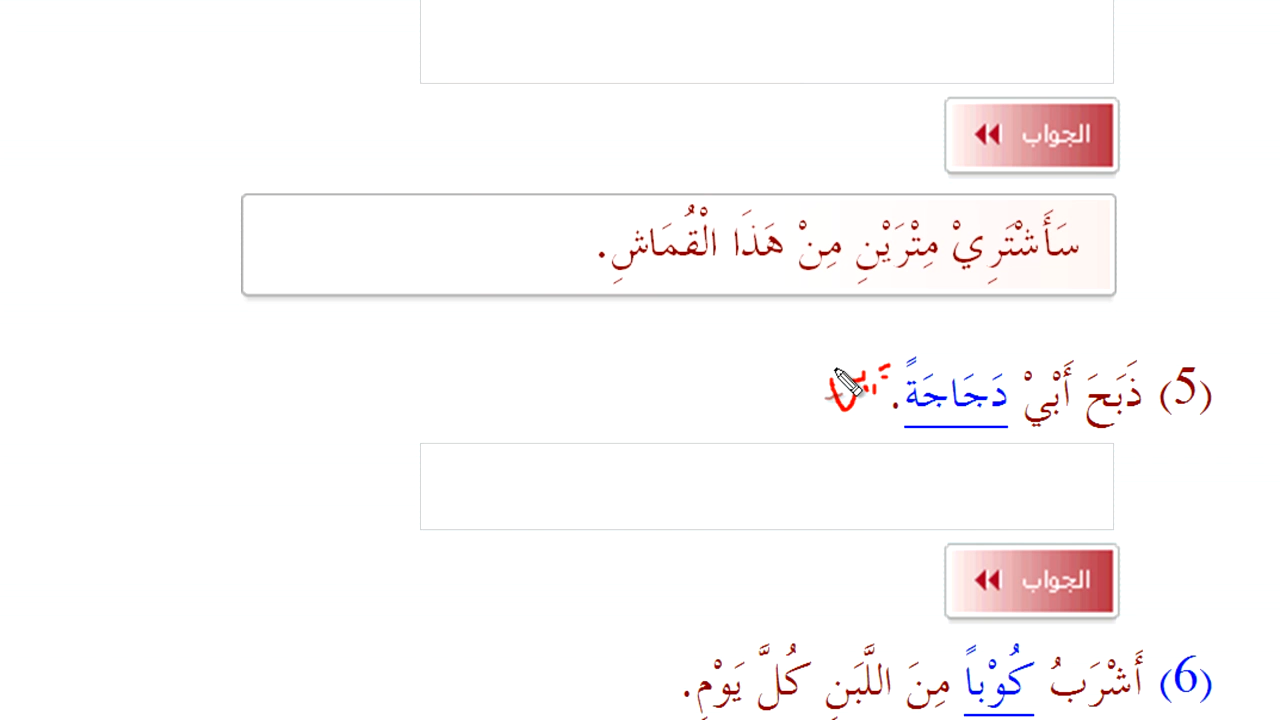 الجواب
سَأَشْتَرِيْ مِتْرَيْنِ مِنْ هَذَا الْقُمَاشِ.
(5) ذَبَحَ أَبْيْ دَجَاجَةً.
الجواب
(6) أَشْرَبُ كُوْباً مِنَ اللَّبَنِ كُلَّ يَوْمٍ.